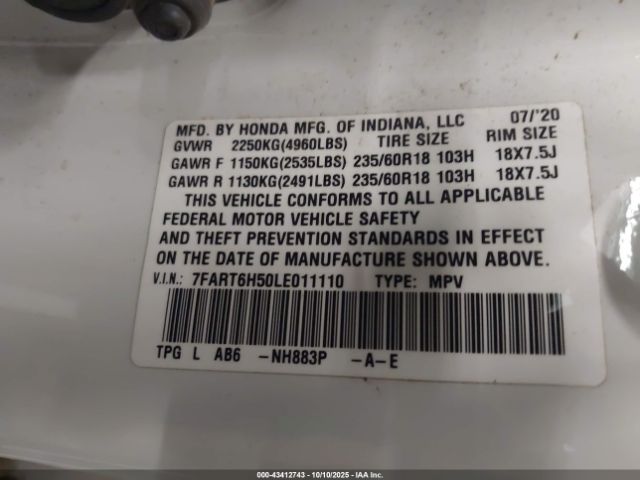 MFD. BY HONDA MFG. OF INDIANA, LLC 07/'20
GVWR 2250KG(4960LBS) TIRE SIZE RIM SIZE
GAWR F 1150KG(2535LBS) 235/60R18 103H 18X7.5J
GAWR R 1130KG(2491LBS) 235/60R18 103H 18X7.5J
THIS VEHICLE CONFORMS TO ALL APPLICABLE
FEDERAL MOTOR VEHICLE SAFETY
AND THEFT PREVENTION STANDARDS IN EFFECT
ON THE DATE OF MANUFACTURE SHOWN ABOVE.
V.I.N.: 7FART6H50LE011110 TYPE: MPV
TPG L AB6 -NH883P -A-E
000-43412743 - 10/10/2025 - IAA Inc.